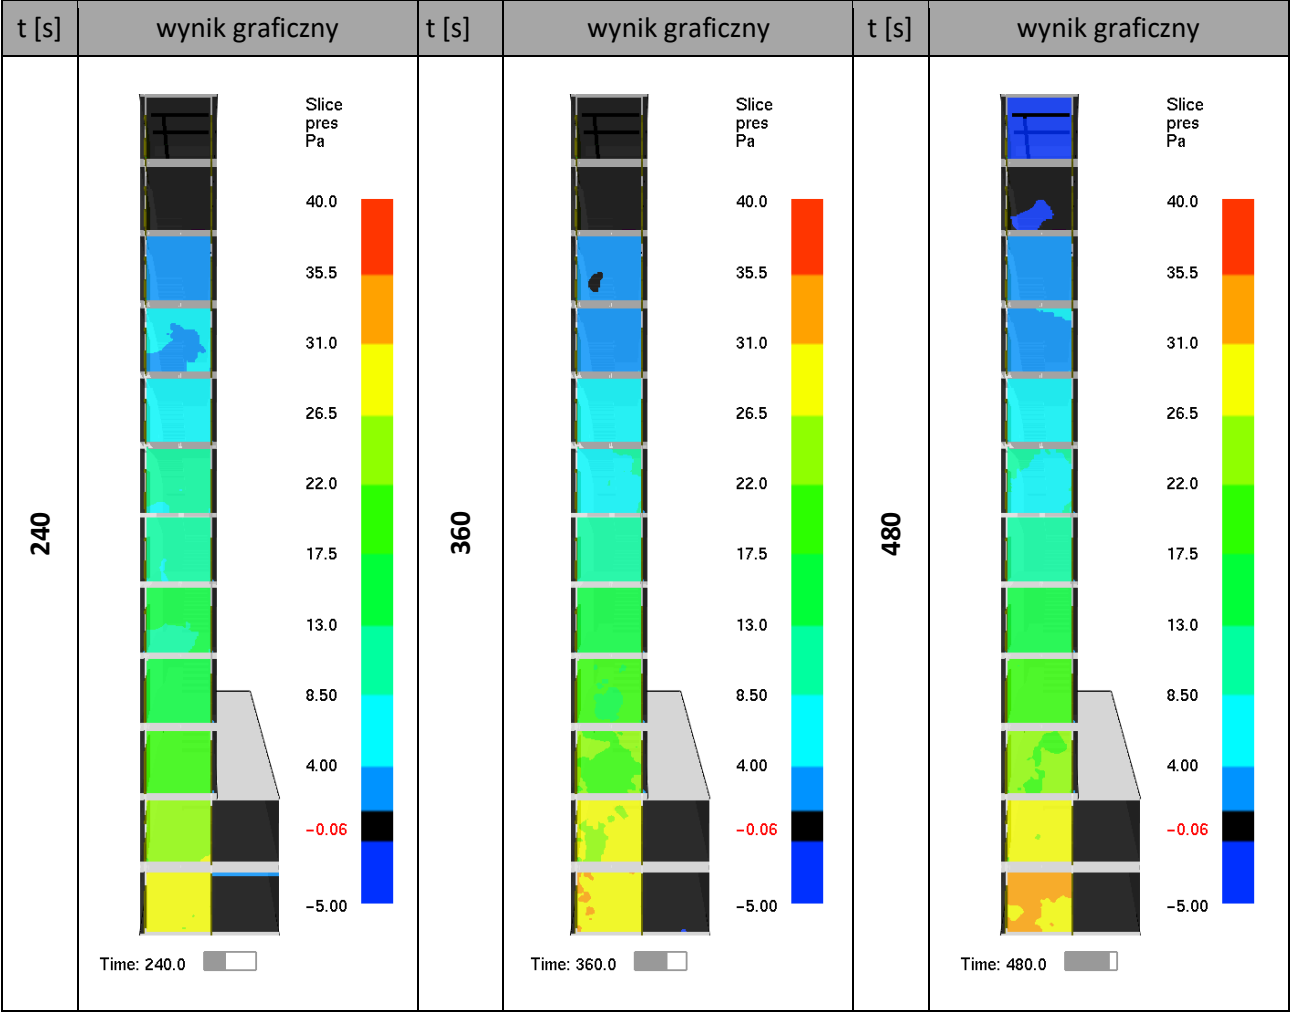 t [s] wynik graficzny t [s] wynik graficzny t [s] wynik graficzny
240
Slice
pres
Pa
40.0
35.5
31.0
26.5
22.0
17.5
13.0
8.50
4.00
−0.06
−5.00
Time: 240.0
360
Slice
pres
Pa
40.0
35.5
31.0
26.5
22.0
17.5
13.0
8.50
4.00
−0.06
−5.00
Time: 360.0
480
Slice
pres
Pa
40.0
35.5
31.0
26.5
22.0
17.5
13.0
8.50
4.00
−0.06
−5.00
Time: 480.0